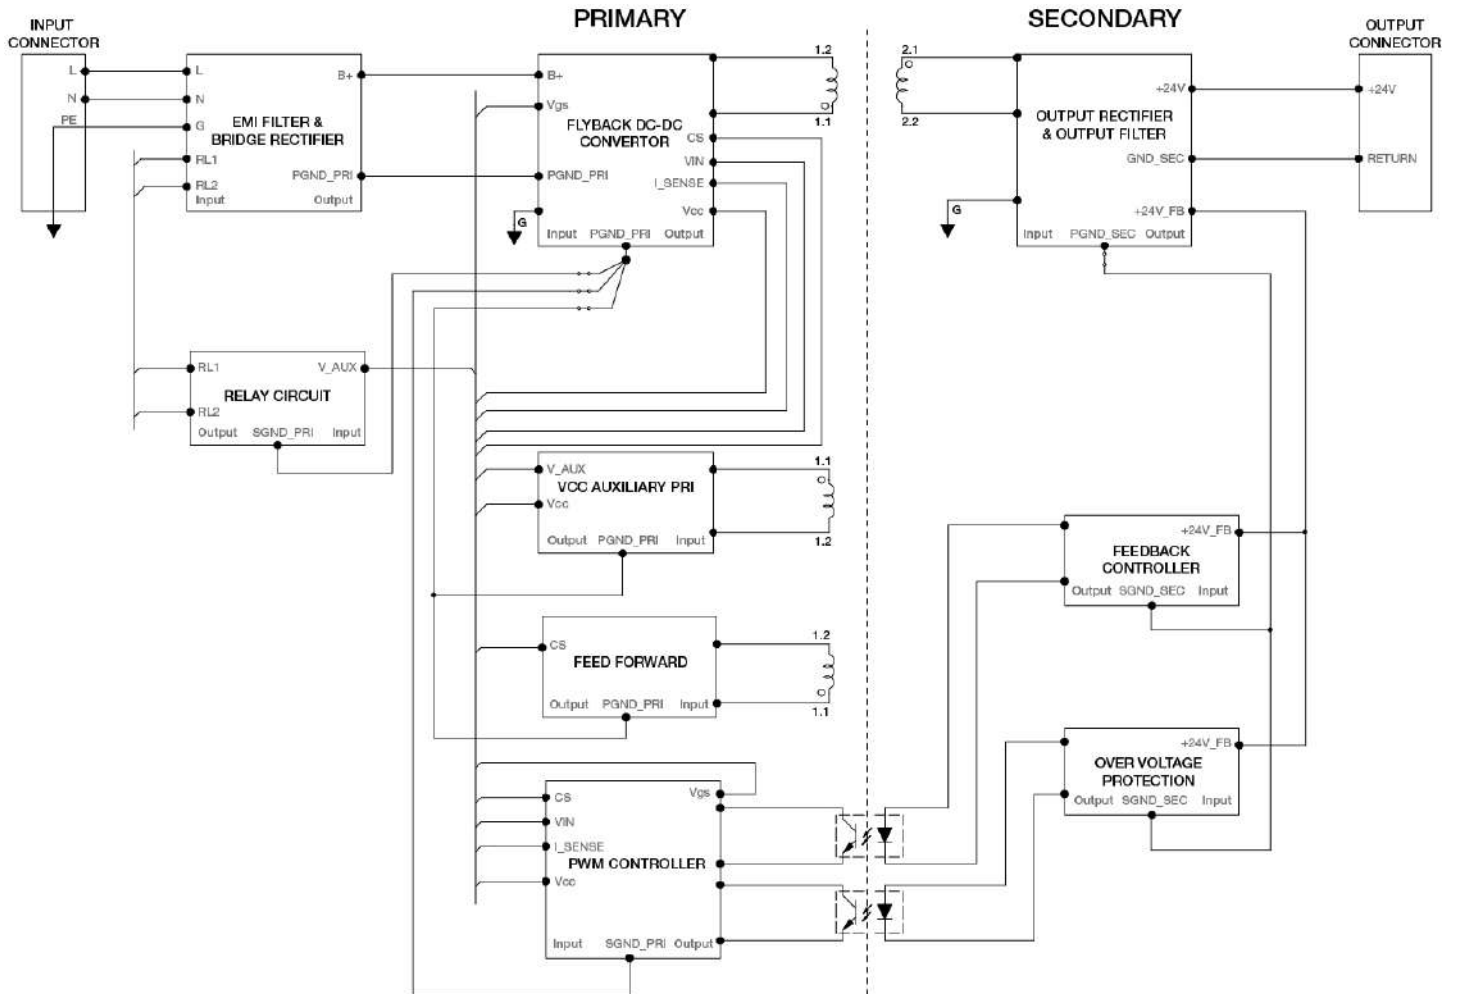 PRIMARY
SECONDARY
INPUT
CONNECTOR
L
N
PE
L
N
G
RL1
RL2
Input
B+
EMI FILTER &
BRIDGE RECTIFIER
PGND_PRI
Output
B+
Vgs
FLYBACK DC-DC
CONVERTOR
PGND_PRI
G
CS
VIN
I_SENSE
Vcc
Input PGND_PRI Output
1.2
1.1
2.1
2.2
+24V
OUTPUT RECTIFIER
& OUTPUT FILTER
GND_SEC
G
+24V_FB
Input PGND_SEC Output
OUTPUT
CONNECTOR
+24V
RETURN
RL1
V_AUX
RELAY CIRCUIT
RL2
Output SGND_PRI Input
V_AUX
VCC AUXILIARY PRI
Vcc
Output PGND_PRI Input
1.1
1.2
CS
FEED FORWARD
Output PGND_PRI Input
1.2
1.1
+24V_FB
FEEDBACK
CONTROLLER
Output SGND_SEC Input
+24V_FB
OVER VOLTAGE
PROTECTION
Output SGND_SEC Input
Vgs
CS
VIN
I_SENSE
PWM CONTROLLER
Vcc
Input SGND_PRI Output